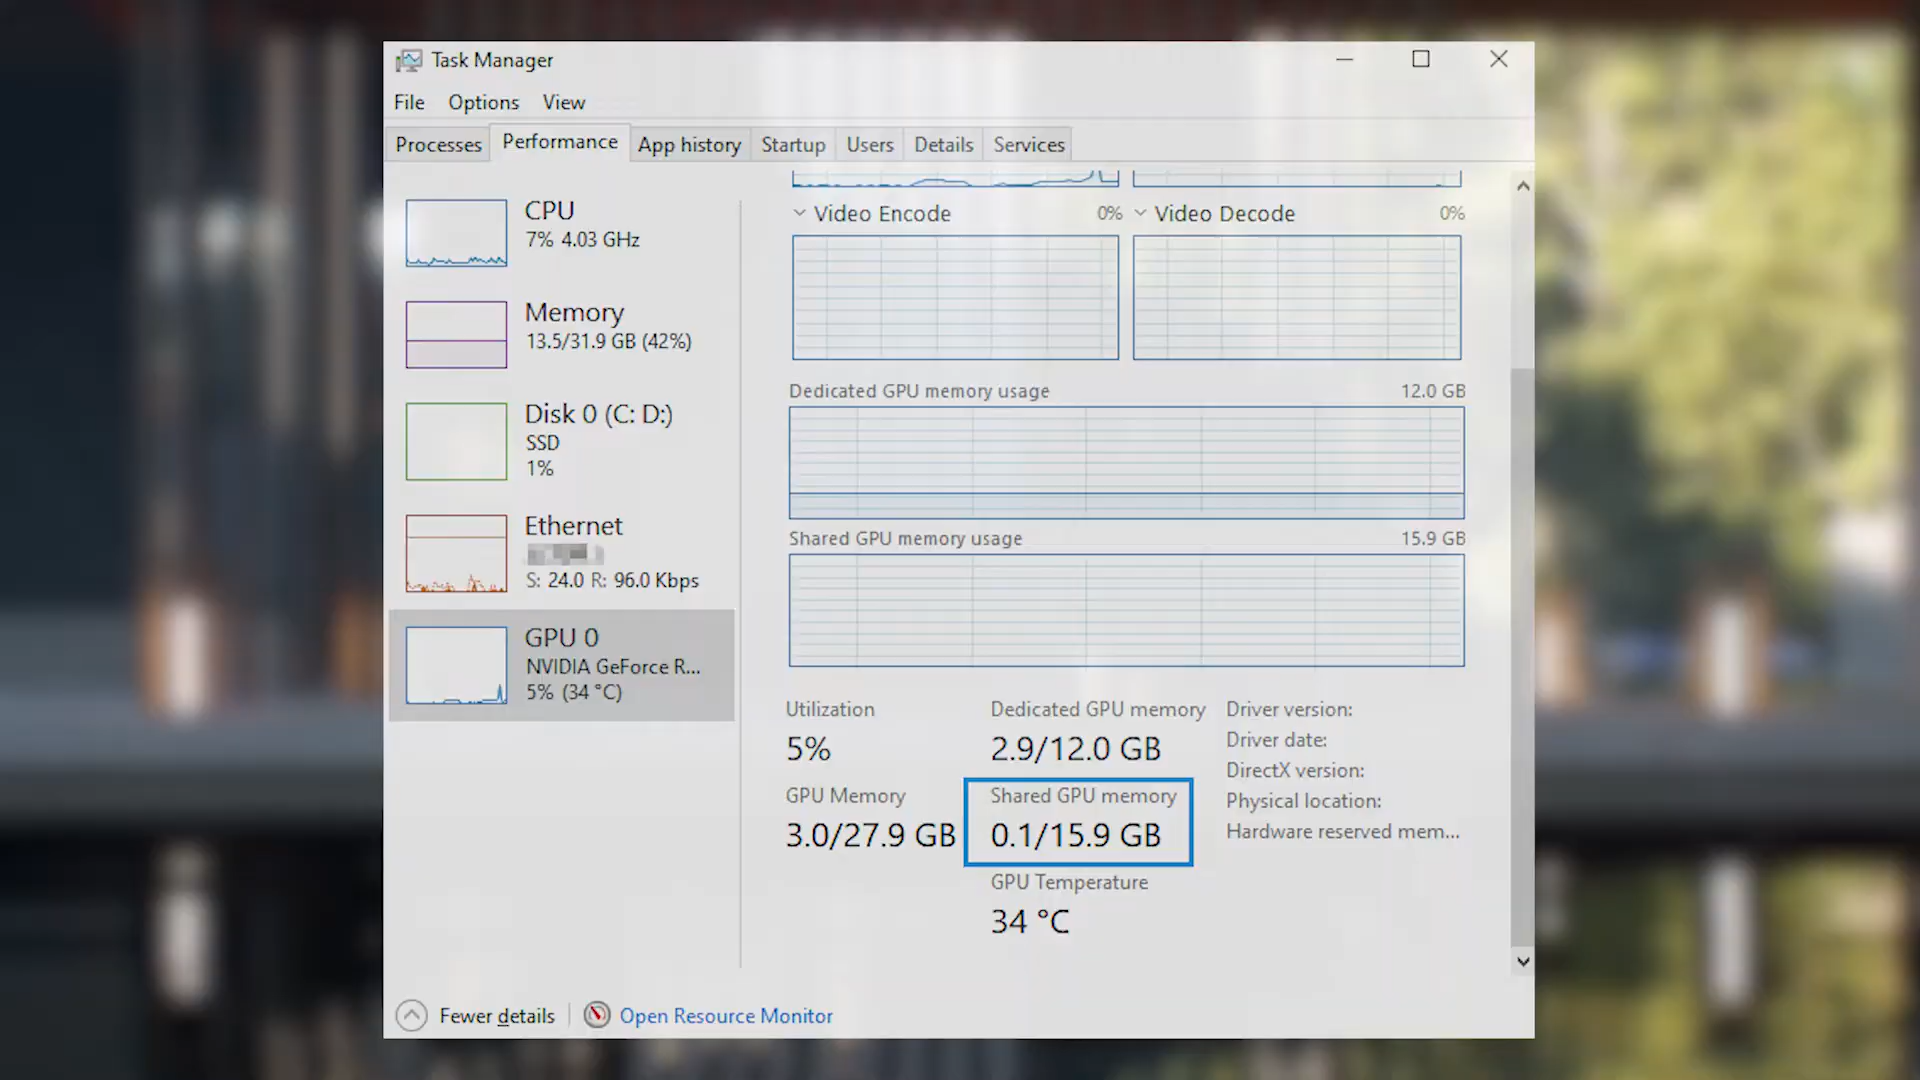 Task Manager
File Options View
Processes Performance App history Startup Users Details Services
CPU
7% 4.03 GHz
Memory
13.5/31.9 GB (42%)
Disk 0 (C: D:)
SSD
1%
Ethernet
S: 24.0 R: 96.0 Kbps
GPU 0
NVIDIA GeForce R...
5% (34 °C)
Video Encode 0% Video Decode 0%
Dedicated GPU memory usage 12.0 GB
Shared GPU memory usage 15.9 GB
Utilization
5%
Dedicated GPU memory
2.9/12.0 GB
GPU Memory
3.0/27.9 GB
Shared GPU memory
0.1/15.9 GB
GPU Temperature
34 °C
Driver version:
Driver date:
DirectX version:
Physical location:
Hardware reserved mem...
Fewer details Open Resource Monitor